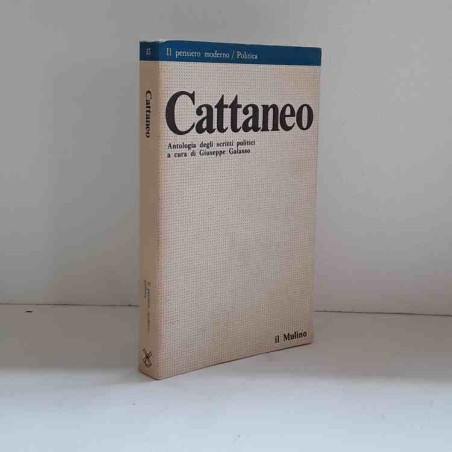 Il pensiero moderno / Politica
Cattaneo
Antologia degli scritti politici
a cura di Giuseppe Galasso
il Mulino
Cattaneo